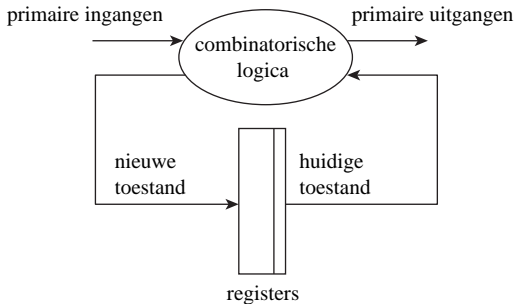 primaire ingangen
primaire uitgangen
combinatorische
logica
nieuwe
toestand
huidige
toestand
registers